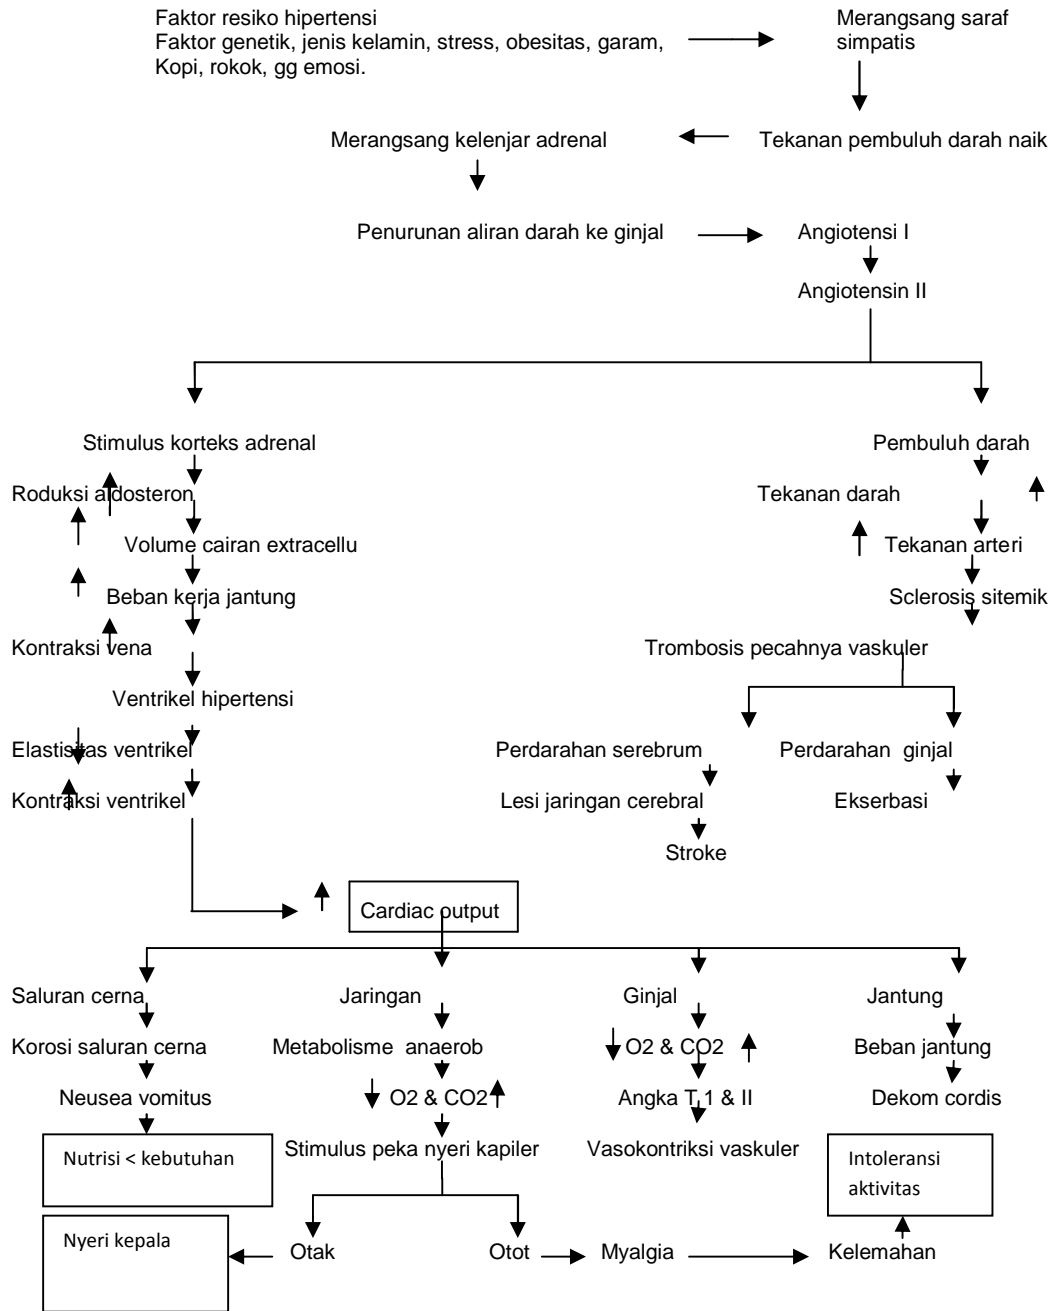 Faktor resiko hipertensi
Faktor genetik, jenis kelamin, stress, obesitas, garam,
Kopi, rokok, gg emosi.
Merangsang saraf
simpatis
Merangsang kelenjar adrenal
Tekanan pembuluh darah naik
Penurunan aliran darah ke ginjal
Angiotensi I
Angiotensin II
Stimulus korteks adrenal
Pembuluh darah
Roduksi aldosteron
Tekanan darah
Volume cairan extracellu
Tekanan arteri
Beban kerja jantung
Sclerosis sitemik
Kontraksi vena
Trombosis pecahnya vaskuler
Ventrikel hipertensi
Elastisitas ventrikel
Perdarahan serebrum
Perdarahan ginjal
Kontraksi ventrikel
Lesi jaringan cerebral
Ekserbasi
Stroke
Cardiac output
Saluran cerna
Jaringan
Ginjal
Jantung
Korosi saluran cerna
Metabolisme anaerob
O2 & CO2
Beban jantung
Neusea vomitus
O2 & CO2
Angka T 1 & II
Dekom cordis
Nutrisi < kebutuhan
Stimulus peka nyeri kapiler
Vasokontriksi vaskuler
Intoleransi
aktivitas
Nyeri kepala
Otak
Otot
Myalgia
Kelemahan